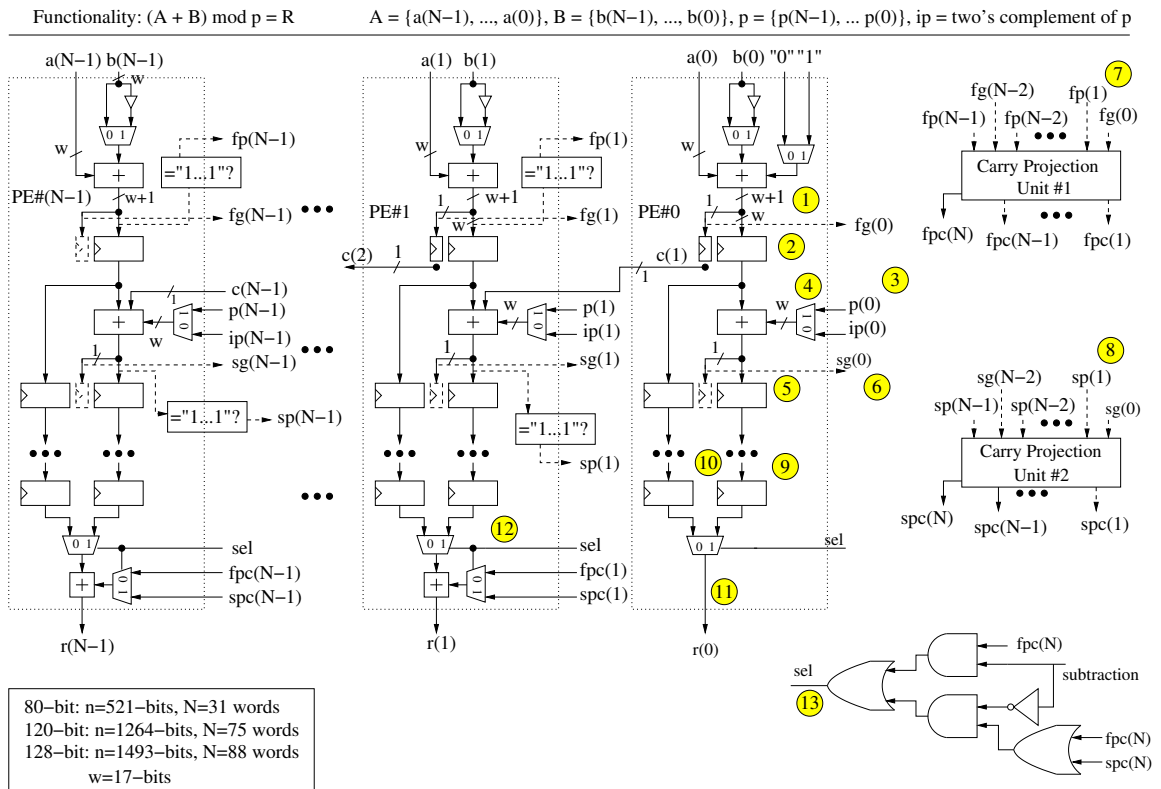 Functionality: (A + B) mod p = R
A = {a(N−1), ..., a(0)}, B = {b(N−1), ..., b(0)}, p = {p(N−1), ... p(0)}, ip = two's complement of p
a(N−1) b(N−1)
w
0 1
w
+
="1...1"?
fp(N−1)
PE#(N−1)
w+1
fg(N−1)
c(N−1)
1
p(N−1)
+
0 1
w
ip(N−1)
1
sg(N−1)
="1...1"?
sp(N−1)
0 1
sel
fpc(N−1)
+
0 1
spc(N−1)
r(N−1)
a(1) b(1)
0 1
w
+
="1...1"?
fp(1)
PE#1
1
w+1
w
fg(1)
c(2)
1
+
w
0 1
p(1)
ip(1)
1
sg(1)
="1...1"?
sp(1)
12
0 1
sel
+
0 1
fpc(1)
spc(1)
r(1)
a(0) b(0) "0" "1"
0 1
0 1
w
+
PE#0
1
w+1
w
1
fg(0)
2
c(1)
1
3
4
w
+
0 1
p(0)
ip(0)
1
sg(0)
5
6
10
9
0 1
sel
11
r(0)
7
fg(N−2) fp(1)
fp(N−1) fp(N−2) fg(0)
Carry Projection
Unit #1
fpc(N)
fpc(N−1) fpc(1)
8
sg(N−2) sp(1)
sp(N−1) sp(N−2) sg(0)
Carry Projection
Unit #2
spc(N)
spc(N−1) spc(1)
fpc(N)
sel
subtraction
13
fpc(N)
spc(N)
80−bit: n=521−bits, N=31 words
120−bit: n=1264−bits, N=75 words
128−bit: n=1493−bits, N=88 words
w=17−bits